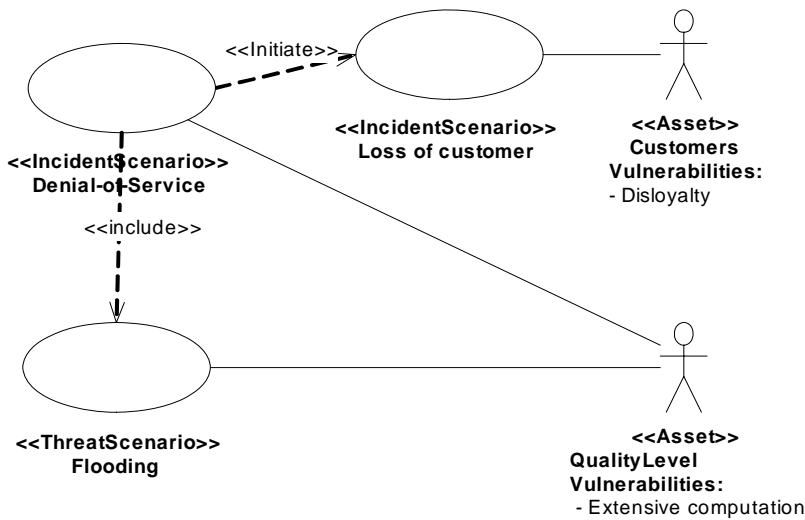 <<Initiate>>
<<IncidentScenario>>
Loss of customer
<<Asset>>
Customers
Vulnerabilities:
- Disloyalty
<<IncidentScenario>>
Denial-of-Service
<<include>>
<<ThreatScenario>>
Flooding
<<Asset>>
QualityLevel
Vulnerabilities:
- Extensive computation